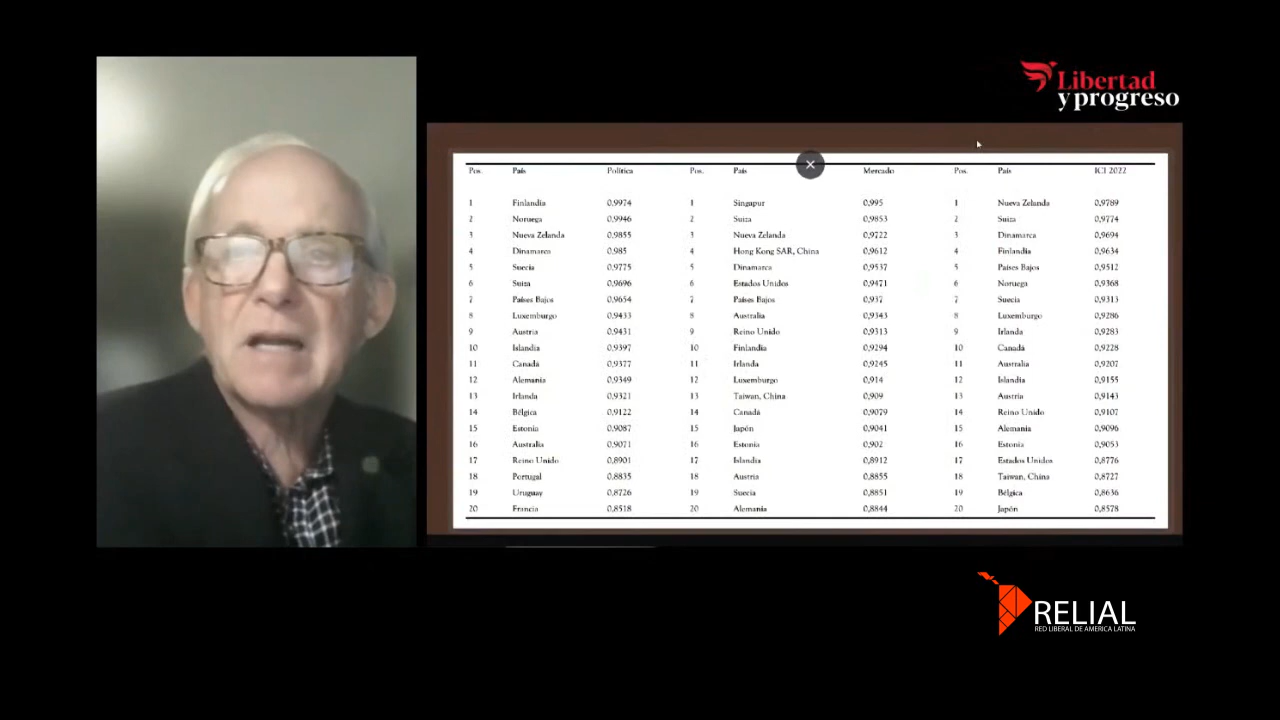 Libertad
y progreso
Pos. País Política Pos. País Mercado Pos. País ICI 2022
1 Finlandia 0,9974 1 Singapur 0,995 1 Nueva Zelanda 0,9789
2 Noruega 0,9946 2 Suiza 0,9853 2 Suiza 0,9774
3 Nueva Zelanda 0,9855 3 Nueva Zelanda 0,9722 3 Dinamarca 0,9694
4 Dinamarca 0,985 4 Hong Kong SAR, China 0,9612 4 Finlandia 0,9634
5 Suecia 0,9775 5 Dinamarca 0,9537 5 Países Bajos 0,9512
6 Suiza 0,9696 6 Estados Unidos 0,9471 6 Noruega 0,9368
7 Países Bajos 0,9654 7 Países Bajos 0,937 7 Suecia 0,9313
8 Luxemburgo 0,9433 8 Australia 0,9343 8 Luxemburgo 0,9286
9 Austria 0,9431 9 Reino Unido 0,9313 9 Irlanda 0,9283
10 Islandia 0,9397 10 Finlandia 0,9294 10 Canadá 0,9228
11 Canadá 0,9377 11 Irlanda 0,9245 11 Australia 0,9207
12 Alemania 0,9349 12 Luxemburgo 0,914 12 Islandia 0,9155
13 Irlanda 0,9321 13 Taiwan, China 0,909 13 Austria 0,9143
14 Bélgica 0,9122 14 Canadá 0,9079 14 Reino Unido 0,9107
15 Estonia 0,9087 15 Japón 0,9041 15 Alemania 0,9096
16 Australia 0,9071 16 Estonia 0,902 16 Estonia 0,9053
17 Reino Unido 0,8901 17 Islandia 0,8912 17 Estados Unidos 0,8776
18 Portugal 0,8835 18 Austria 0,8855 18 Taiwan, China 0,8727
19 Uruguay 0,8726 19 Suecia 0,8851 19 Bélgica 0,8636
20 Francia 0,8518 20 Alemania 0,8844 20 Japón 0,8578
RELIAL
RED LIBERAL DE AMERICA LATINA